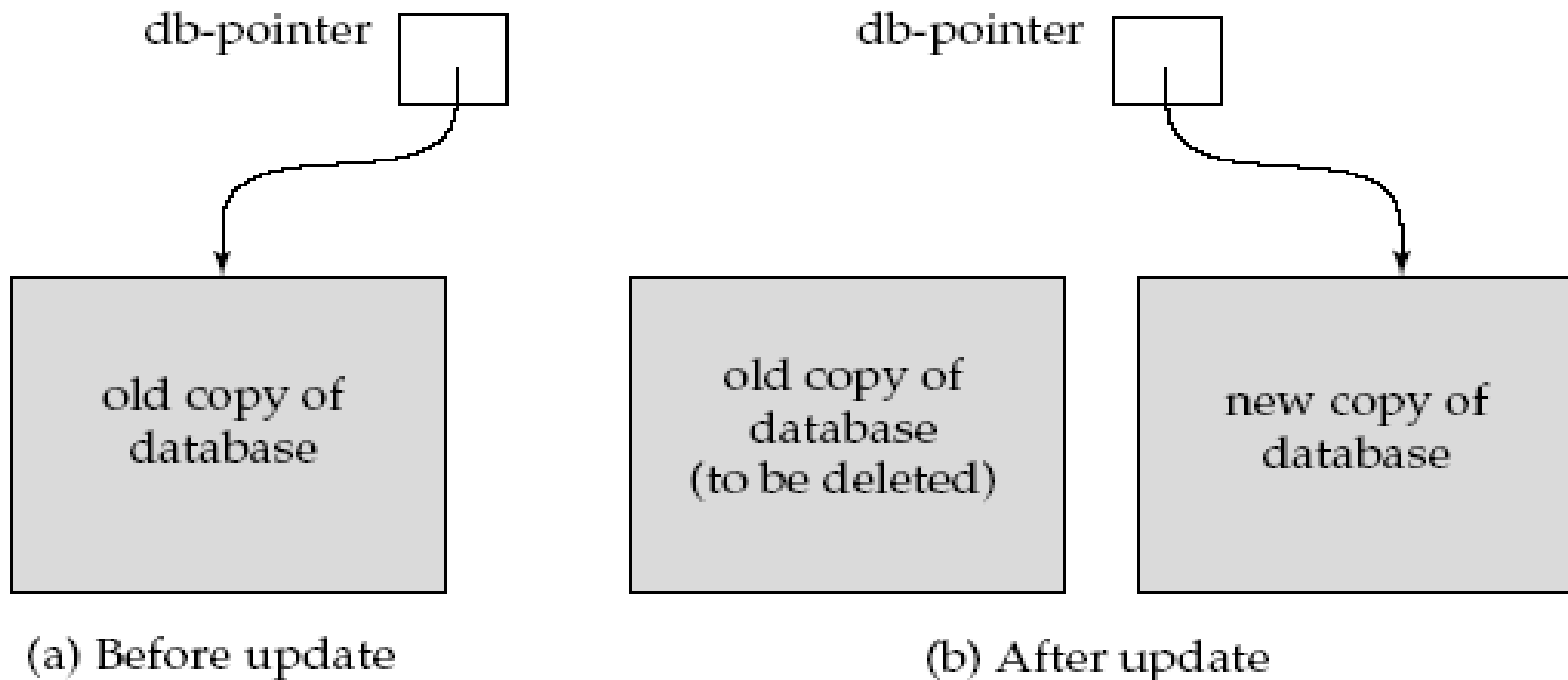 db-pointer
old copy of
database
(a) Before update
db-pointer
old copy of
database
(to be deleted)
new copy of
database
(b) After update